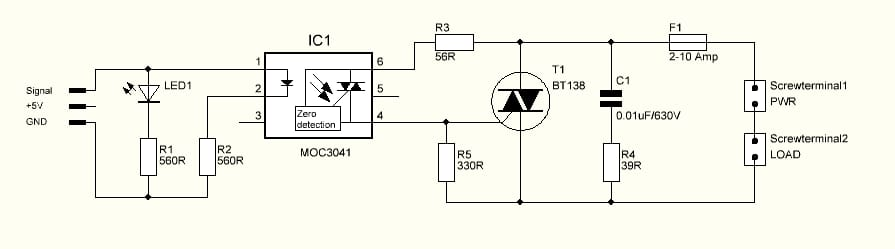 Signal
+5V
GND
LED1
R1
560R
R2
560R
IC1
1
2
3
6
5
4
Zero
detection
MOC3041
R3
56R
R5
330R
T1
BT138
C1
0.01uF/630V
R4
39R
F1
2-10 Amp
Screwterminal1
PWR
Screwterminal2
LOAD